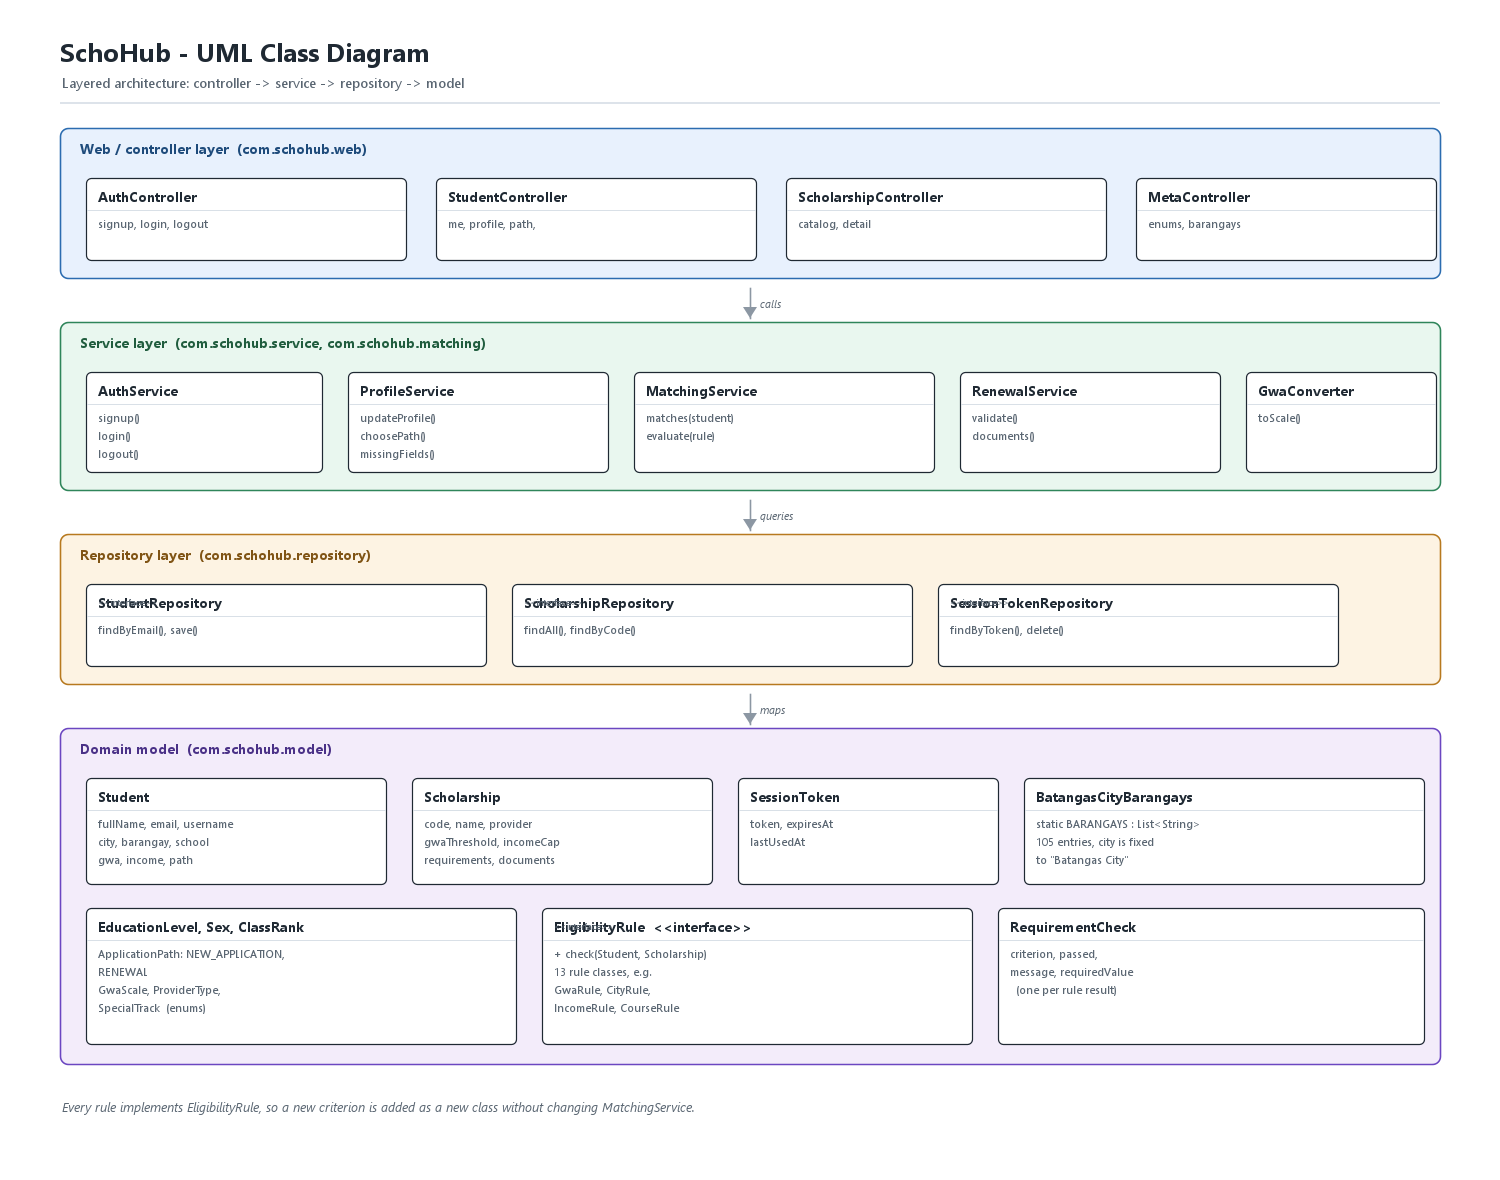 SchoHub - UML Class Diagram
Layered architecture: controller -> service -> repository -> model
Web / controller layer (com.schohub.web)
AuthController
signup, login, logout
StudentController
me, profile, path,
ScholarshipController
catalog, detail
MetaController
enums, barangays
calls
Service layer (com.schohub.service, com.schohub.matching)
AuthService
signup()
login()
logout()
ProfileService
updateProfile()
choosePath()
missingFields()
MatchingService
matches(student)
evaluate(rule)
RenewalService
validate()
documents()
GwaConverter
toScale()
queries
Repository layer (com.schohub.repository)
StudentRepository
findByEmail(), save()
ScholarshipRepository
findAll(), findByCode()
SessionTokenRepository
findByToken(), delete()
maps
Domain model (com.schohub.model)
Student
fullName, email, username
city, barangay, school
gwa, income, path
Scholarship
code, name, provider
gwaThreshold, incomeCap
requirements, documents
SessionToken
token, expiresAt
lastUsedAt
BatangasCityBarangays
static BARANGAYS : List<String>
105 entries, city is fixed
to "Batangas City"
EducationLevel, Sex, ClassRank
ApplicationPath: NEW_APPLICATION,
RENEWAL
GwaScale, ProviderType,
SpecialTrack (enums)
EligibilityRule <<interface>>
+ check(Student, Scholarship)
13 rule classes, e.g.
GwaRule, CityRule,
IncomeRule, CourseRule
RequirementCheck
criterion, passed,
message, requiredValue
(one per rule result)
Every rule implements EligibilityRule, so a new criterion is added as a new class without changing MatchingService.